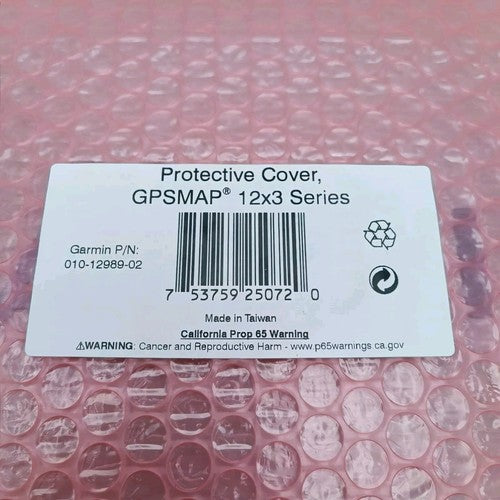 Protective Cover,
GPSMAP® 12x3 Series
Garmin P/N:
010-12989-02
7 53759 25072 0
Made in Taiwan
California Prop 65 Warning
⚠WARNING: Cancer and Reproductive Harm - www.p65warnings.ca.gov